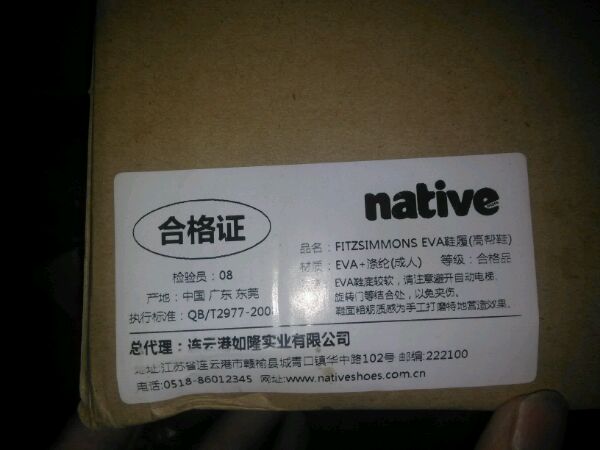 native
合格证
品名：FITZSIMMONS EVA鞋履(高帮鞋)
材质：EVA+涤纶(成人) 等级：合格品
检验员：08
EVA鞋度较软，请注意避开自动电梯、
产地：中国 广东 东莞
旋转门等结合处，以免夹伤。
执行标准：QB/T2977-200
鞋面粗粝质感为手工打磨特地营造效果。
总代理：连云港如隆实业有限公司
地址:江苏省连云港市赣榆县城青口镇华中路102号 邮编:222100
电话:0518-86012345 网址:www.nativeshoes.com.cn